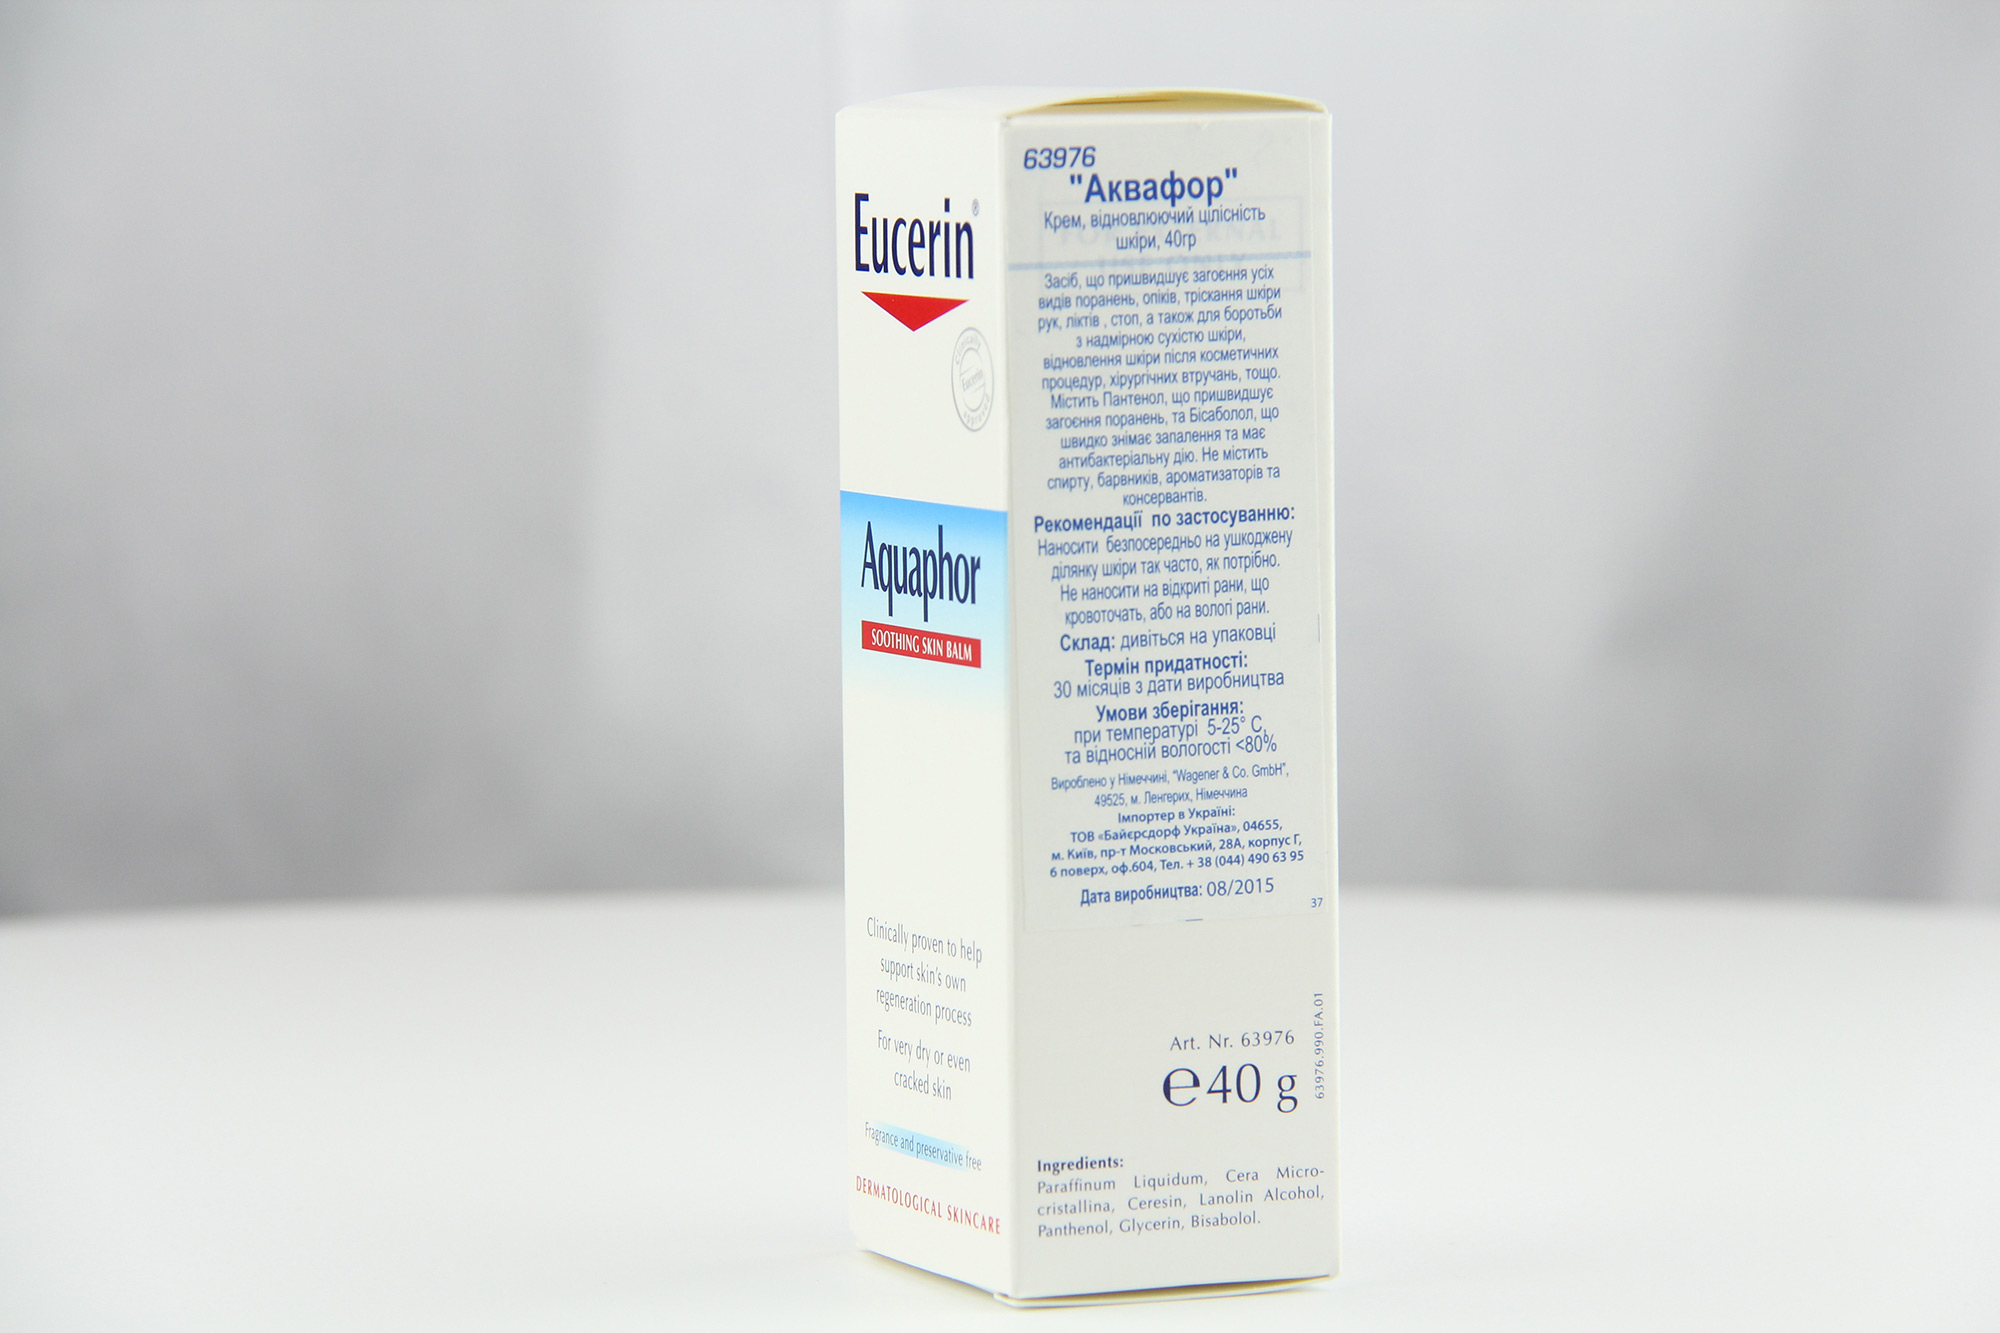 Eucerin®
Clinically
Eucerin
approved
Aquaphor
SOOTHING SKIN BALM
Clinically proven to help
support skin's own
regeneration process
For very dry or even
cracked skin
Fragrance and preservative free
DERMATOLOGICAL SKINCARE
63976
"Аквафор"
Крем, відновлюючий цілісність
шкіри, 40гр
Засіб, що пришвидшує загоєння усіх
видів поранень, опіків, тріскання шкіри
рук, ліктів , стоп, а також для боротьби
з надмірною сухістю шкіри,
відновлення шкіри після косметичних
процедур, хірургічних втручань, тощо.
Містить Пантенол, що пришвидшує
загоєння поранень, та Бісаболол, що
швидко знімає запалення та має
антибактеріальну дію. Не містить
спирту, барвників, ароматизаторів та
консервантів.
Рекомендації по застосуванню:
Наносити безпосередньо на ушкоджену
ділянку шкіри так часто, як потрібно.
Не наносити на відкриті рани, що
кровоточать, або на вологі рани.
Склад: дивіться на упаковці
Термін придатності:
30 місяців з дати виробництва
Умови зберігання:
при температурі 5-25° C,
та відносній вологості <80%
Вироблено у Німеччині, "Wagener & Co. GmbH",
49525, м. Ленгерих, Німеччина
Імпортер в Україні:
ТОВ «Байєрсдорф Україна», 04655,
м. Київ, пр-т Московський, 28А, корпус Г,
6 поверх, оф.604, Тел. + 38 (044) 490 63 95
Дата виробництва: 08/2015
37
Art. Nr. 63976
℮40 g
63976.990.FA.01
Ingredients:
Paraffinum Liquidum, Cera Micro-
cristallina, Ceresin, Lanolin Alcohol,
Panthenol, Glycerin, Bisabolol.